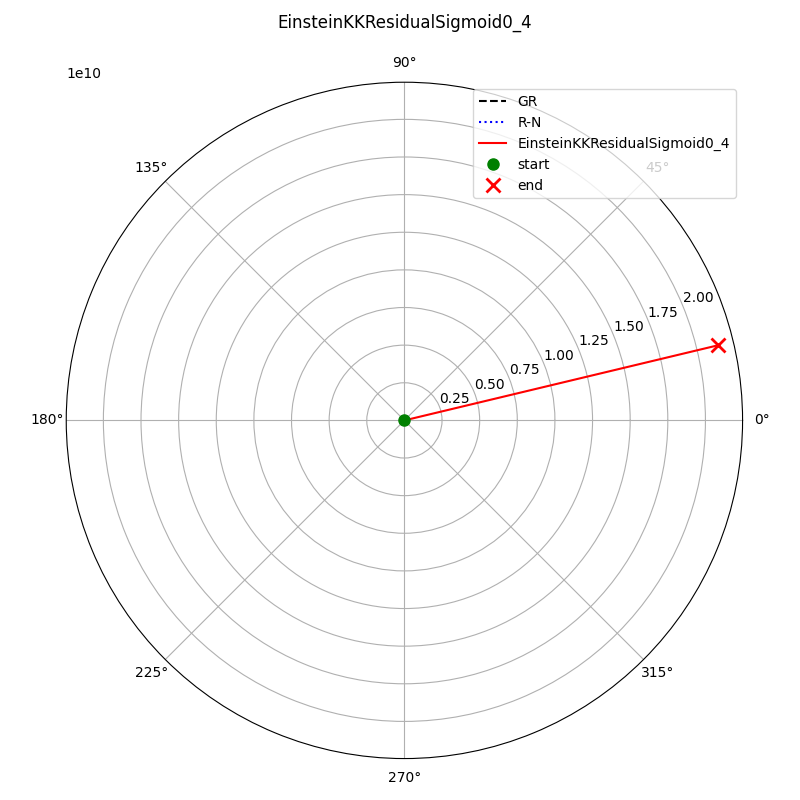 EinsteinKKResidualSigmoid0_4
1e10
90°
GR
R-N
EinsteinKKResidualSigmoid0_4
start
end
135°
45°
2.00
1.75
1.50
1.25
1.00
0.75
0.50
0.25
180°
0°
225°
315°
270°